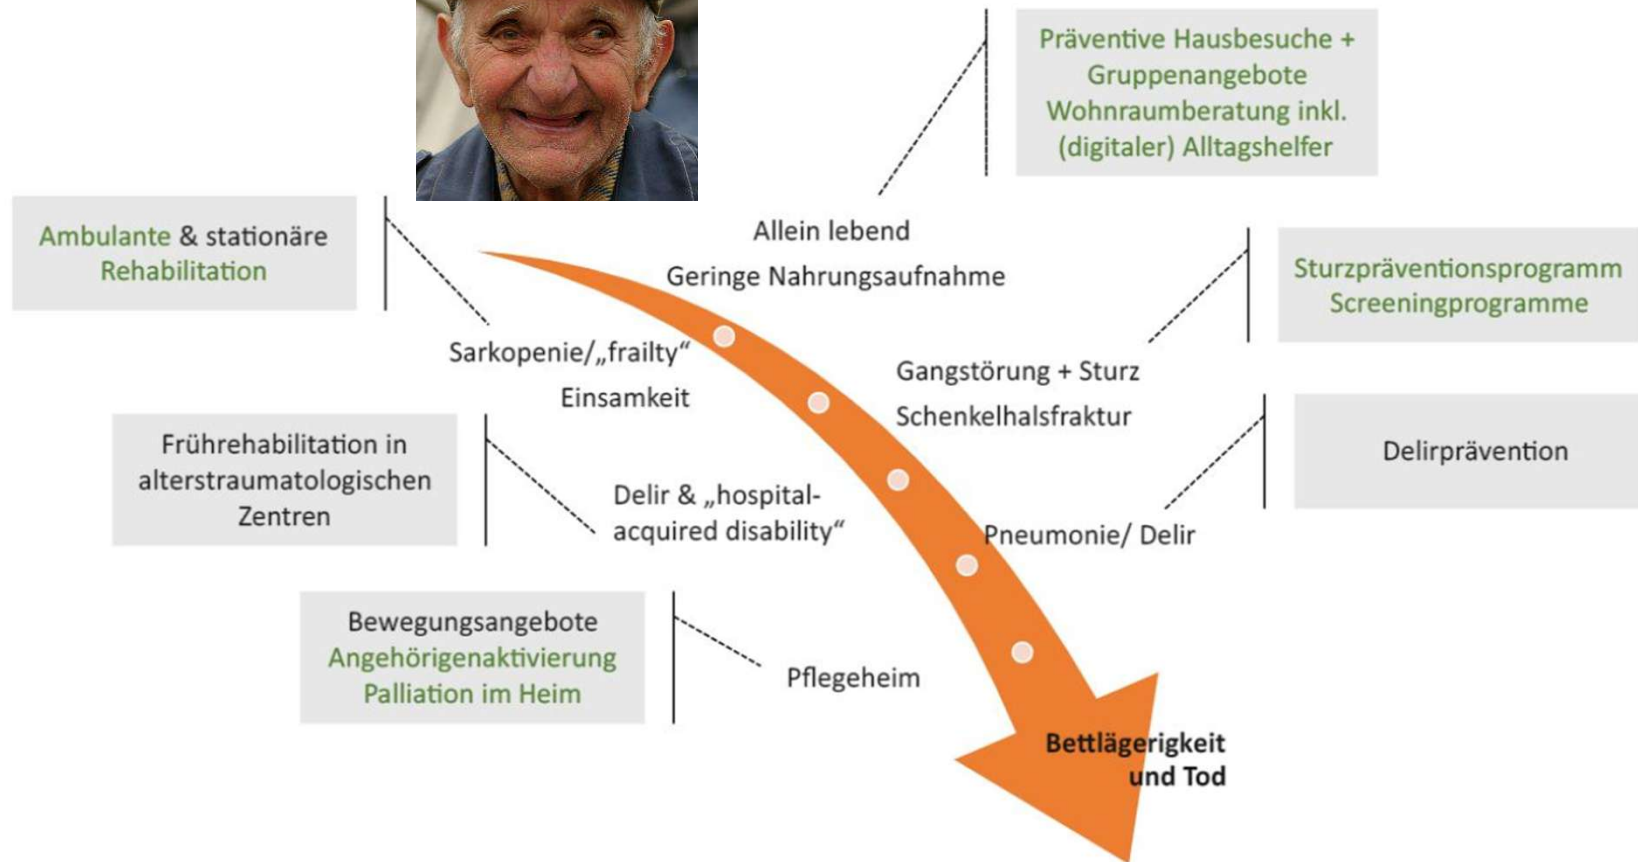 Präventive Hausbesuche +
Gruppenangebote
Wohnraumberatung inkl.
(digitaler) Alltagshelfer
Ambulante & stationäre
Rehabilitation
Allein lebend
Geringe Nahrungsaufnahme
Sturzpräventionsprogramm
Screeningprogramme
Sarkopenie/„frailty“
Einsamkeit
Gangstörung + Sturz
Schenkelhalsfraktur
Frührehabilitation in
alterstraumatologischen
Zentren
Delirprävention
Delir & „hospital-
acquired disability“
Pneumonie/ Delir
Bewegungsangebote
Angehörigenaktivierung
Palliation im Heim
Pflegeheim
Bettlägerigkeit
und Tod